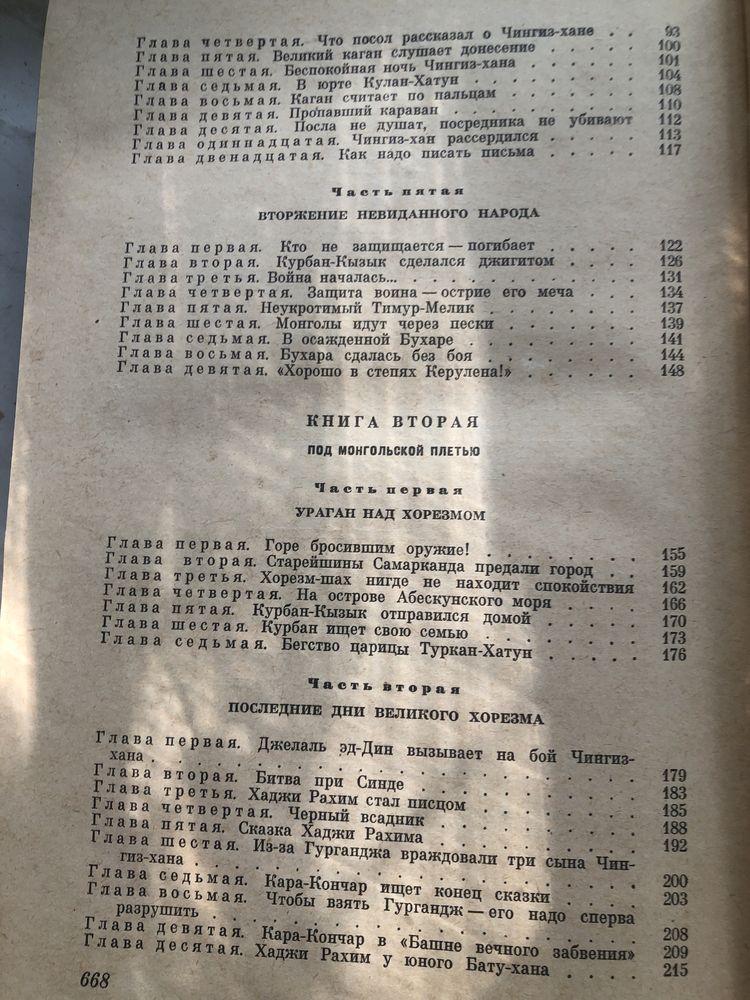 Глава четвертая. Что посол рассказал о Чингиз-хане . . 93
Глава пятая. Великий каган слушает донесение . . . . 100
Глава шестая. Беспокойная ночь Чингиз-хана . . . . . 101
Глава седьмая. В юрте Кулан-Хатун . . . . . . 104
Глава восьмая. Каган считает по пальцам . . . . . 108
Глава девятая. Пропавший караван . . . . . . . 110
Глава десятая. Посла не душат, посредника не убивают 112
Глава одиннадцатая. Чингиз-хан рассердился . . . . 113
Глава двенадцатая. Как надо писать письма . . . . . 117
Часть пятая
ВТОРЖЕНИЕ НЕВИДАННОГО НАРОДА
Глава первая. Кто не защищается — погибает . . . . . 122
Глава вторая. Курбан-Кызык сделался джигитом . . . . 126
Глава третья. Война началась... . . . . . . . . 131
Глава четвертая. Защита воина — острие его меча . . . 134
Глава пятая. Неукротимый Тимур-Мелик . . . . . . 137
Глава шестая. Монголы идут через пески . . . . . 139
Глава седьмая. В осажденной Бухаре . . . . . . 141
Глава восьмая. Бухара сдалась без боя . . . . . . 144
Глава девятая. «Хорошо в степях Керулена!» . . . . . 148
КНИГА ВТОРАЯ
ПОД МОНГОЛЬСКОЙ ПЛЕТЬЮ
Часть первая
УРАГАН НАД ХОРЕЗМОМ
Глава первая. Горе бросившим оружие! . . . . . . 155
Глава вторая. Старейшины Самарканда предали город . . 159
Глава третья. Хорезм-шах нигде не находит спокойствия 162
Глава четвертая. На острове Абескунского моря . . . . 166
Глава пятая. Курбан-Кызык отправился домой . . . . 170
Глава шестая. Курбан ищет свою семью . . . . . . 173
Глава седьмая. Бегство царицы Туркан-Хатун . . . . 176
Часть вторая
ПОСЛЕДНИЕ ДНИ ВЕЛИКОГО ХОРЕЗМА
Глава первая. Джелаль эд-Дин вызывает на бой Чингиз-
хана . . . . . . . . . . . . . . . 179
Глава вторая. Битва при Синде . . . . . . . 183
Глава третья. Хаджи Рахим стал писцом . . . . . 185
Глава четвертая. Черный всадник . . . . . . . 188
Глава пятая. Сказка Хаджи Рахима . . . . . . . 192
Глава шестая. Из-за Гурганджа враждовали три сына Чин-
гиз-хана . . . . . . . . . . . . . . 200
Глава седьмая. Кара-Кончар ищет конец сказки . . . . 203
Глава восьмая. Чтобы взять Гургандж — его надо сперва
разрушить . . . . . . . . . . . . . . 208
Глава девятая. Кара-Кончар в «Башне вечного забвения» 209
Глава десятая. Хаджи Рахим у юного Бату-хана . . . . 215
668